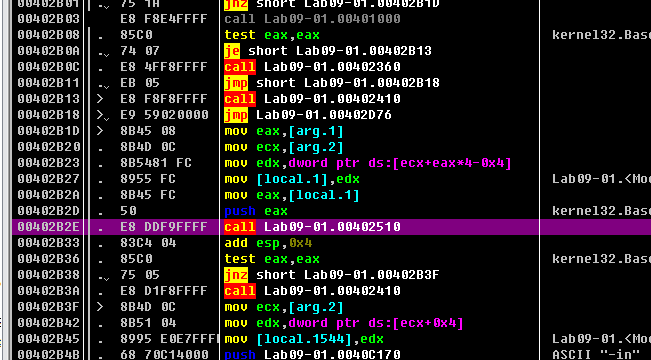 00402B01 . 75 1A jnz short Lab09-01.00402B1D
00402B03 E8 F8E4FFFF call Lab09-01.00401000
00402B08 . 85C0 test eax,eax kernel32.Base
00402B0A . 74 07 je short Lab09-01.00402B13
00402B0C . E8 4FF8FFFF call Lab09-01.00402360
00402B11 . EB 05 jmp short Lab09-01.00402B18
00402B13 > E8 F8F8FFFF call Lab09-01.00402410
00402B18 > E9 59020000 jmp Lab09-01.00402D76
00402B1D > 8B45 08 mov eax,[arg.1]
00402B20 . 8B4D 0C mov ecx,[arg.2]
00402B23 . 8B5481 FC mov edx,dword ptr ds:[ecx+eax*4-0x4]
00402B27 . 8955 FC mov [local.1],edx Lab09-01.<Mod
00402B2A . 8B45 FC mov eax,[local.1]
00402B2D . 50 push eax kernel32.Base
00402B2E . E8 DDF9FFFF call Lab09-01.00402510
00402B33 . 83C4 04 add esp,0x4
00402B36 . 85C0 test eax,eax kernel32.Base
00402B38 . 75 05 jnz short Lab09-01.00402B3F
00402B3A . E8 D1F8FFFF call Lab09-01.00402410
00402B3F > 8B4D 0C mov ecx,[arg.2]
00402B42 . 8B51 04 mov edx,dword ptr ds:[ecx+0x4]
00402B45 . 8995 E0E7FFFF mov [local.1544],edx Lab09-01.<Mod
00402B4B . 68 70C14000 push Lab09-01.0040C170 ASCII "-in"